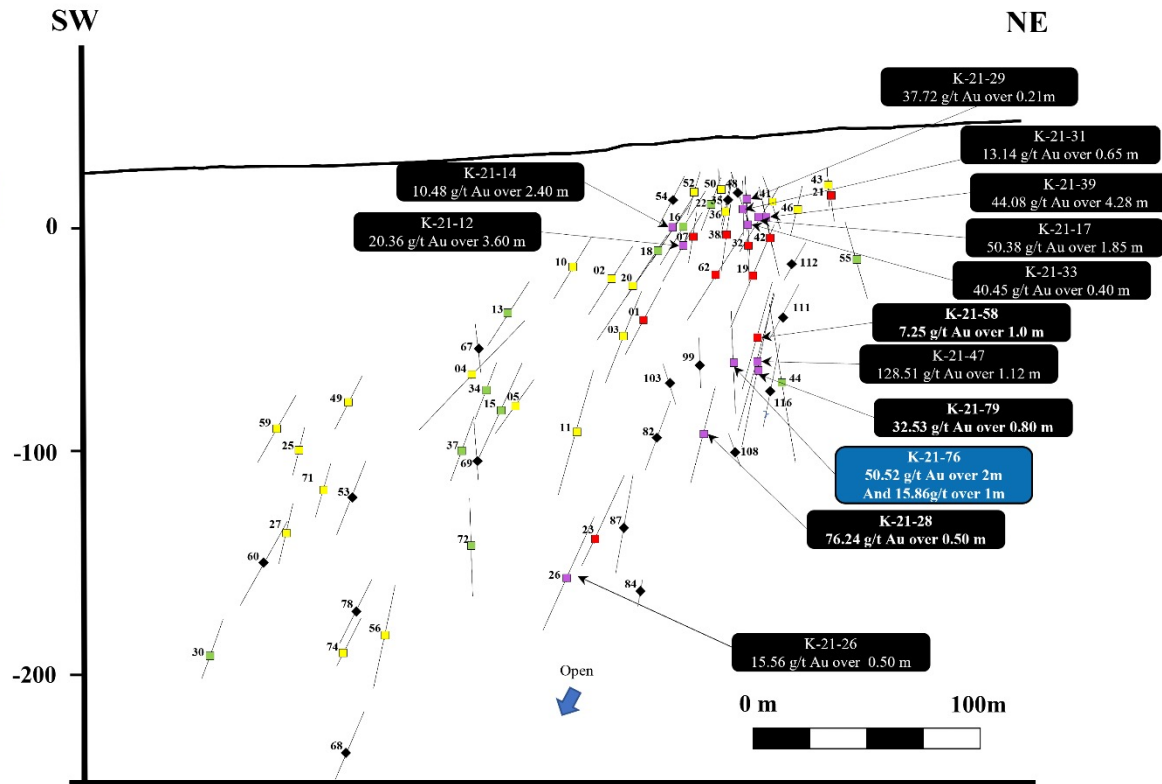 SW
NE
K-21-29
37.72 g/t Au over 0.21m
K-21-31
13.14 g/t Au over 0.65 m
K-21-14
10.48 g/t Au over 2.40 m
K-21-39
44.08 g/t Au over 4.28 m
K-21-12
20.36 g/t Au over 3.60 m
K-21-17
50.38 g/t Au over 1.85 m
K-21-33
40.45 g/t Au over 0.40 m
K-21-58
7.25 g/t Au over 1.0 m
K-21-47
128.51 g/t Au over 1.12 m
K-21-79
32.53 g/t Au over 0.80 m
K-21-76
50.52 g/t Au over 2m
And 15.86g/t over 1m
K-21-28
76.24 g/t Au over 0.50 m
K-21-26
15.56 g/t Au over 0.50 m
0
-100
-200
54
52
50
48
41
43
21
22
35
36
46
16
07
38
32
42
18
10
02
20
62
19
112
55
13
01
03
111
67
04
99
103
34
15
05
44
116
49
59
25
11
82
108
37
69
71
53
27
72
23
87
60
26
84
78
56
74
30
68
Open
0 m
100m